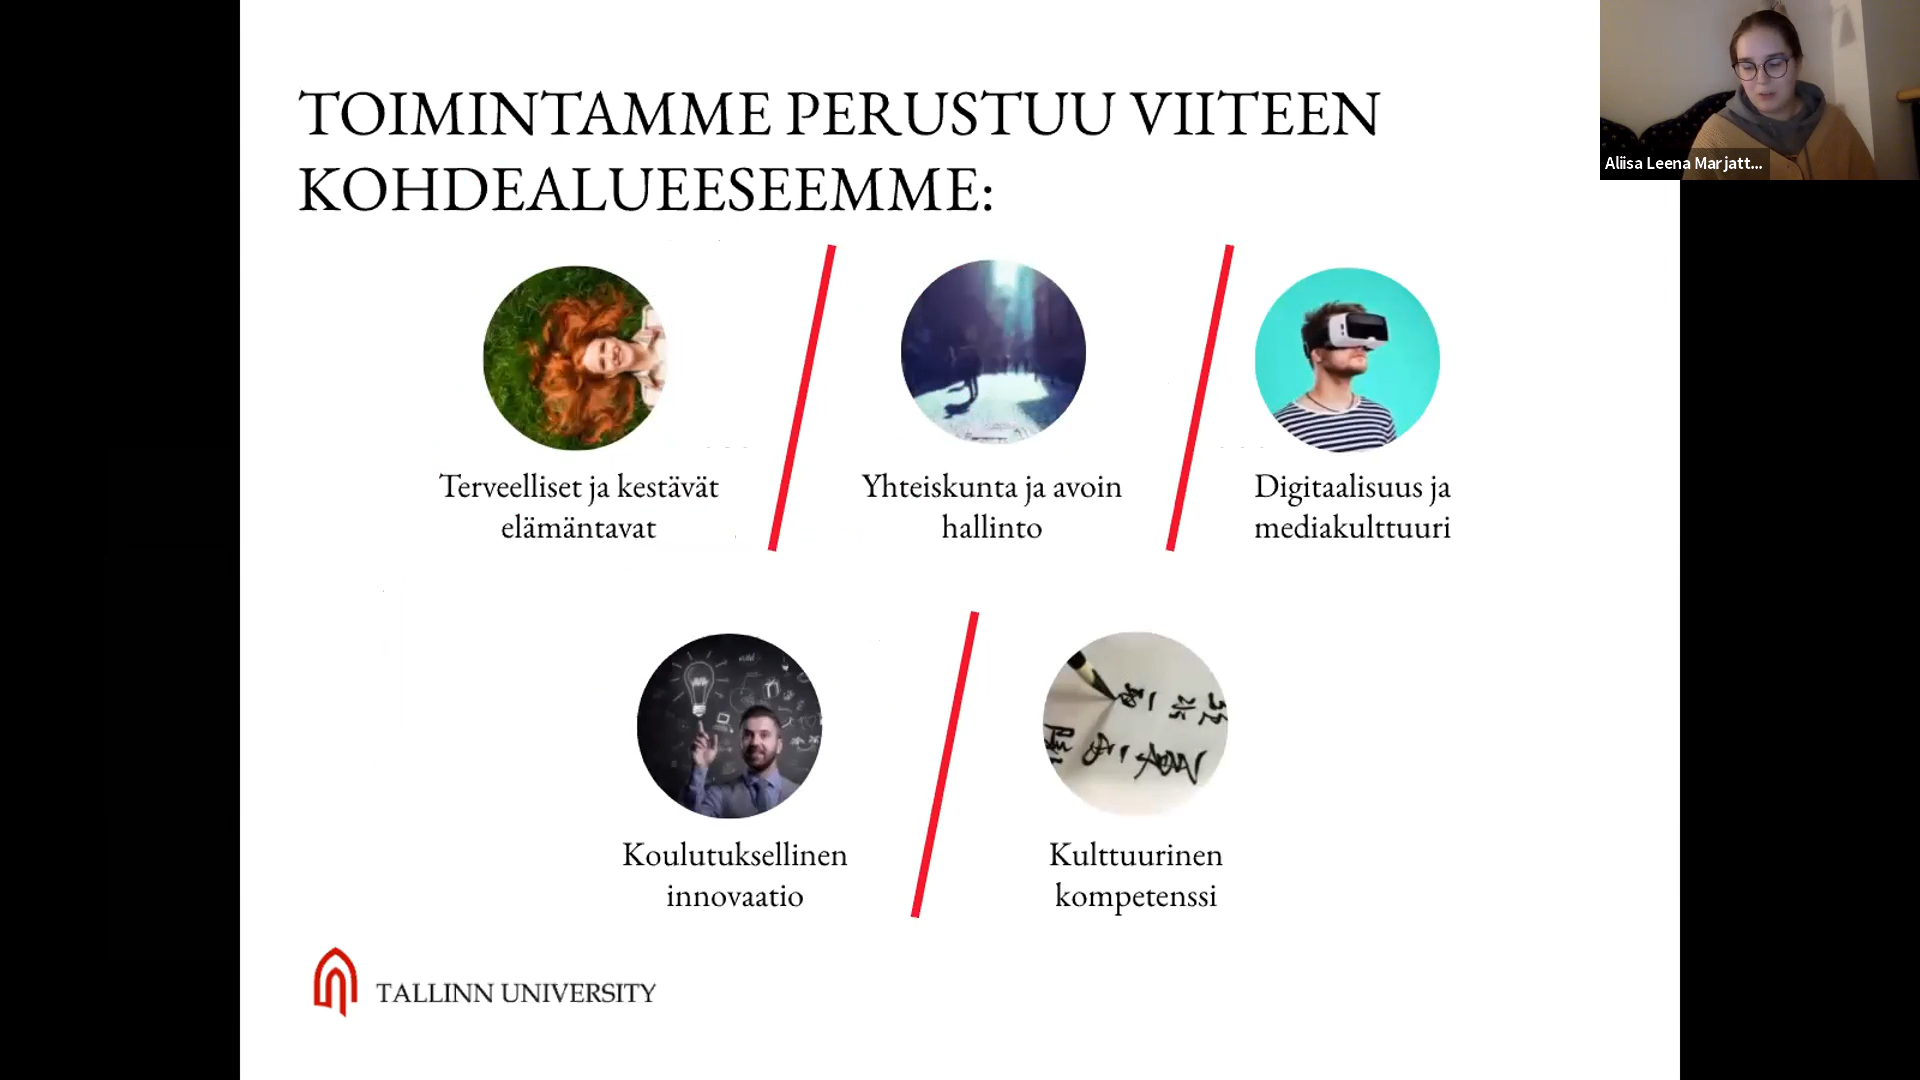 TOIMINTAMME PERUSTUU VIITEEN
KOHDEALUEESEEMME:
Aliisa Leena Marjatt...
Terveelliset ja kestävät
elämäntavat
Yhteiskunta ja avoin
hallinto
Digitaalisuus ja
mediakulttuuri
Koulutuksellinen
innovaatio
Kulttuurinen
kompetenssi
TALLINN UNIVERSITY